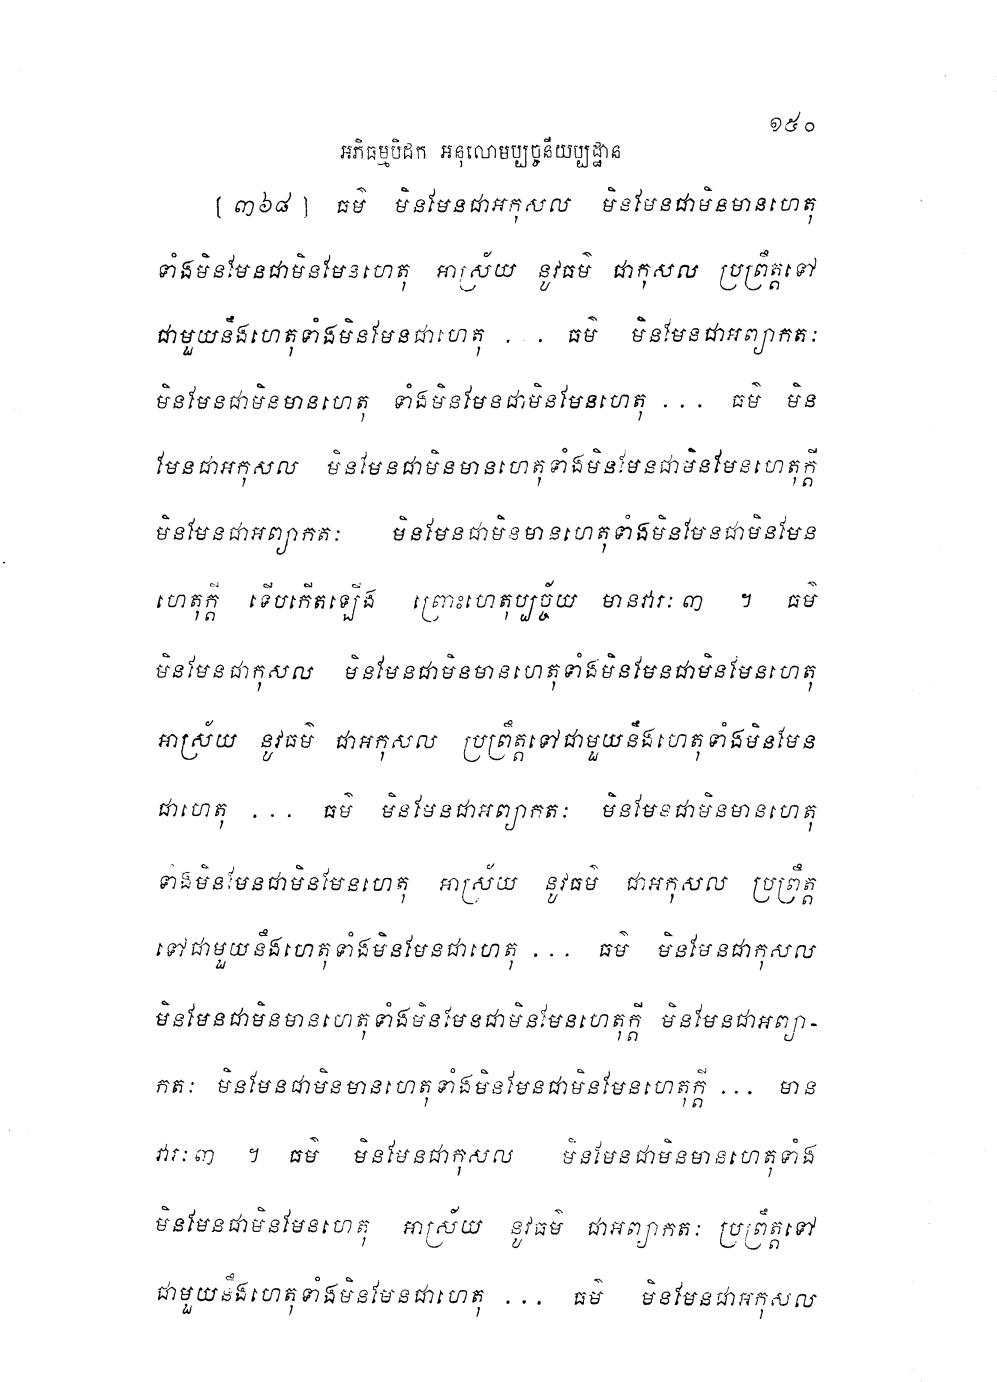 ១៥០
អភិធម្មបិដក អនុលោមប្បច្ចនីយប្បដ្ឋាន
[ ៣៦៨ ] ធម៌ មិនមែនជាអកុសល មិនមែនជាមិនមានហេតុ
ទាំងមិនមែនជាមិនមែនហេតុ អាស្រ័យ នូវធម៌ ជាកុសល ប្រព្រឹត្តទៅ
ជាមួយនឹងហេតុទាំងមិនមែនជាហេតុ ... ធម៌ មិនមែនជាអព្យាកតៈ
មិនមែនជាមិនមានហេតុ ទាំងមិនមែនជាមិនមែនហេតុ ... ធម៌ មិន
មែនជាអកុសល មិនមែនជាមិនមានហេតុទាំងមិនមែនជាមិនមែនហេតុក្តី
មិនមែនជាអព្យាកតៈ មិនមែនជាមិនមានហេតុទាំងមិនមែនជាមិនមែន
ហេតុក្តី ទើបកើតឡើង ព្រោះហេតុប្បច្ច័យ មានវារៈ ៣ ។ ធម៌
មិនមែនជាកុសល មិនមែនជាមិនមានហេតុទាំងមិនមែនជាមិនមែនហេតុ
អាស្រ័យ នូវធម៌ ជាអកុសល ប្រព្រឹត្តទៅជាមួយនឹងហេតុទាំងមិនមែន
ជាហេតុ ... ធម៌ មិនមែនជាអព្យាកតៈ មិនមែនជាមិនមានហេតុ
ទាំងមិនមែនជាមិនមែនហេតុ អាស្រ័យ នូវធម៌ ជាអកុសល ប្រព្រឹត្ត
ទៅជាមួយនឹងហេតុទាំងមិនមែនជាហេតុ ... ធម៌ មិនមែនជាកុសល
មិនមែនជាមិនមានហេតុទាំងមិនមែនជាមិនមែនហេតុក្តី មិនមែនជាអព្យា-
កតៈ មិនមែនជាមិនមានហេតុទាំងមិនមែនជាមិនមែនហេតុក្តី ... មាន
វារៈ ៣ ។ ធម៌ មិនមែនជាកុសល មិនមែនជាមិនមានហេតុទាំង
មិនមែនជាមិនមែនហេតុ អាស្រ័យ នូវធម៌ ជាអព្យាកតៈ ប្រព្រឹត្តទៅ
ជាមួយនឹងហេតុទាំងមិនមែនជាហេតុ ... ធម៌ មិនមែនជាអកុសល